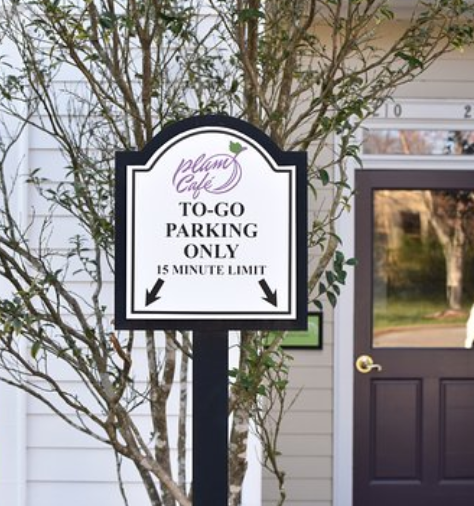 plum
Café
TO-GO
PARKING
ONLY
15 MINUTE LIMIT